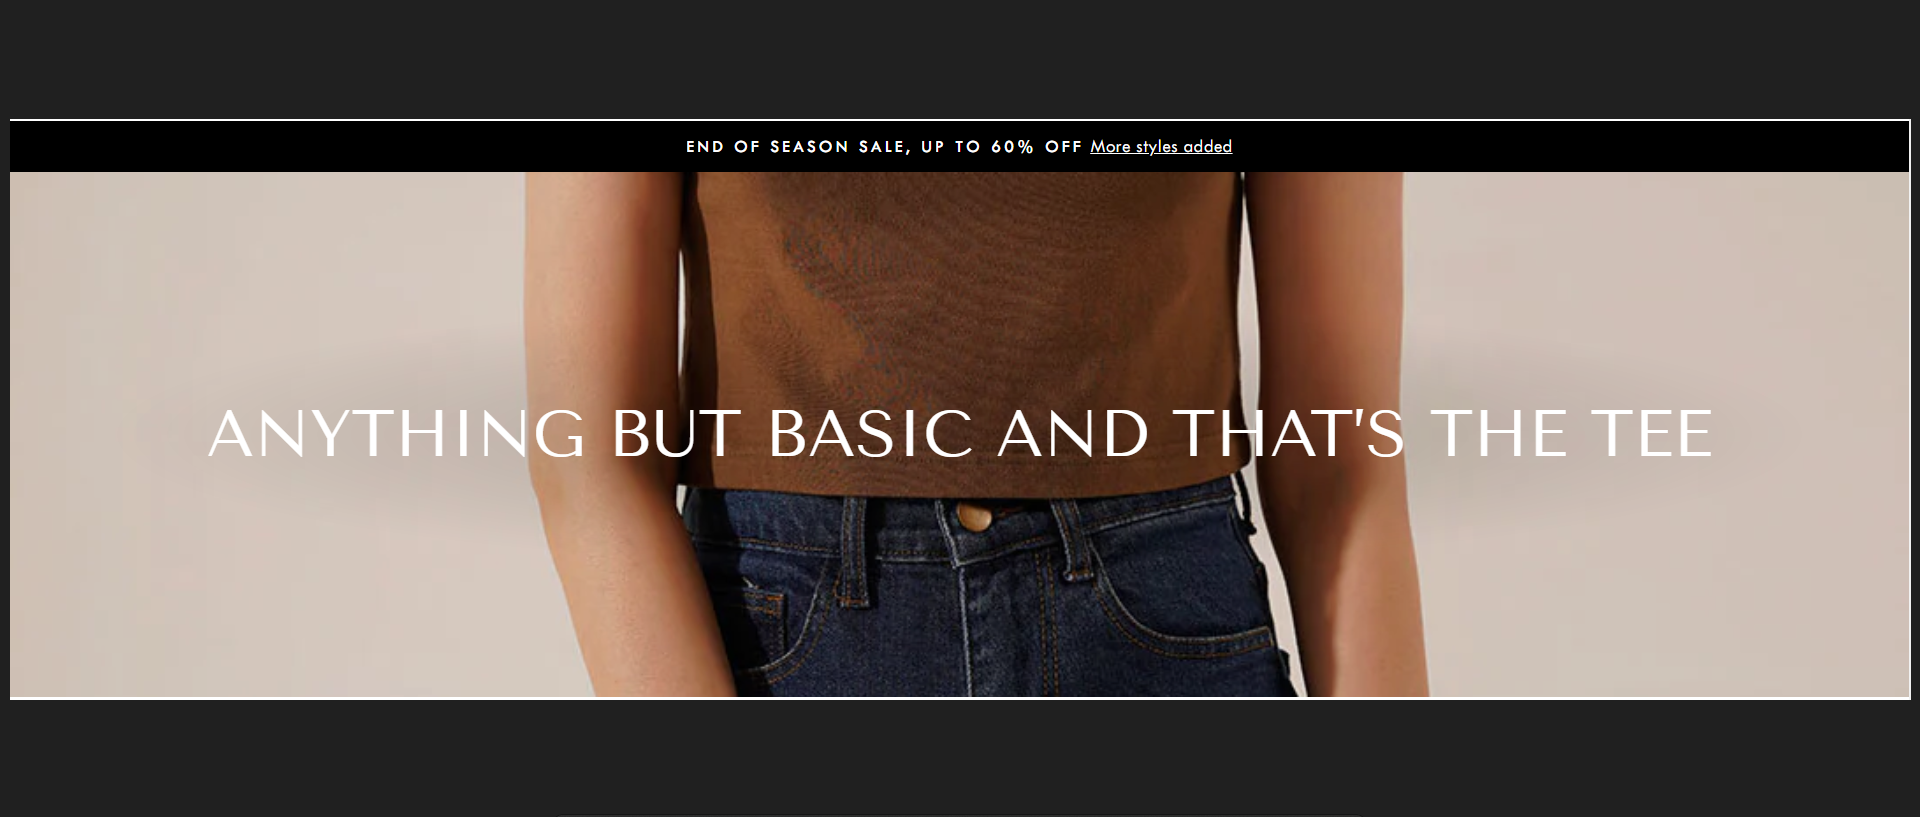 END OF SEASON SALE, UP TO 60% OFF More styles added
ANYTHING BUT BASIC AND THAT'S THE TEE